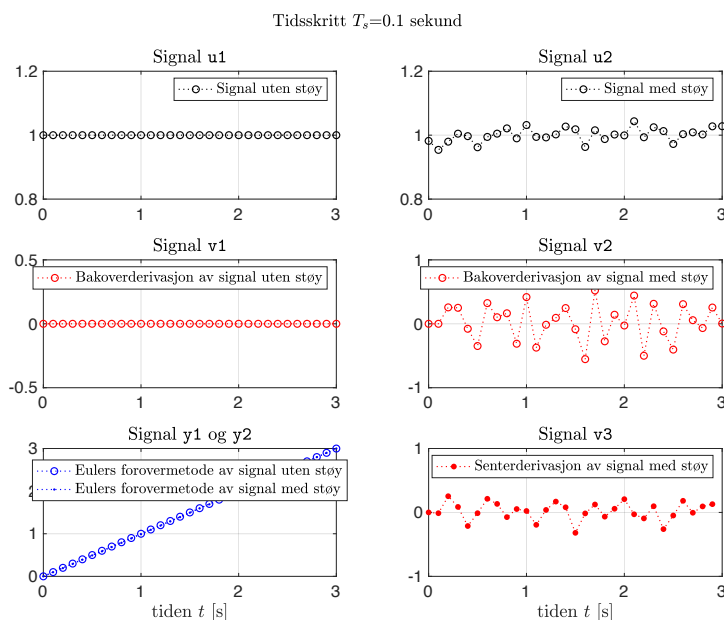 Tidsskritt T_s=0.1 sekund
Signal u1
1.2
1
0.8
0 1 2 3
Signal uten støy
Signal u2
1.2
1
0.8
0 1 2 3
Signal med støy
Signal v1
0.5
0
-0.5
0 1 2 3
Bakoverderivasjon av signal uten støy
Signal v2
1
0
-1
0 1 2 3
Bakoverderivasjon av signal med støy
Signal y1 og y2
3
1
0
0 1 2 3
Eulers forovermetode av signal uten støy
Eulers forovermetode av signal med støy
tiden t [s]
Signal v3
1
0
-1
0 1 2 3
Senterderivasjon av signal med støy
tiden t [s]